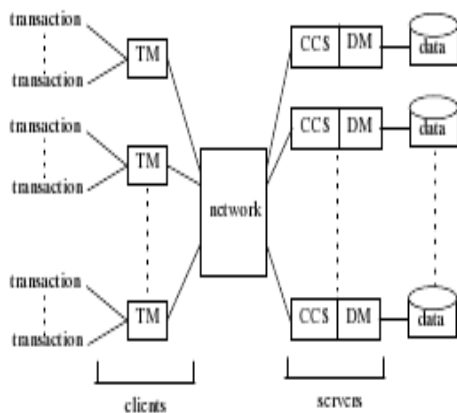 transaction
TM
CCS DM
data
transaction
transaction
TM
CCS DM
data
transaction
network
transaction
TM
CCS DM
data
transaction
clients
servers